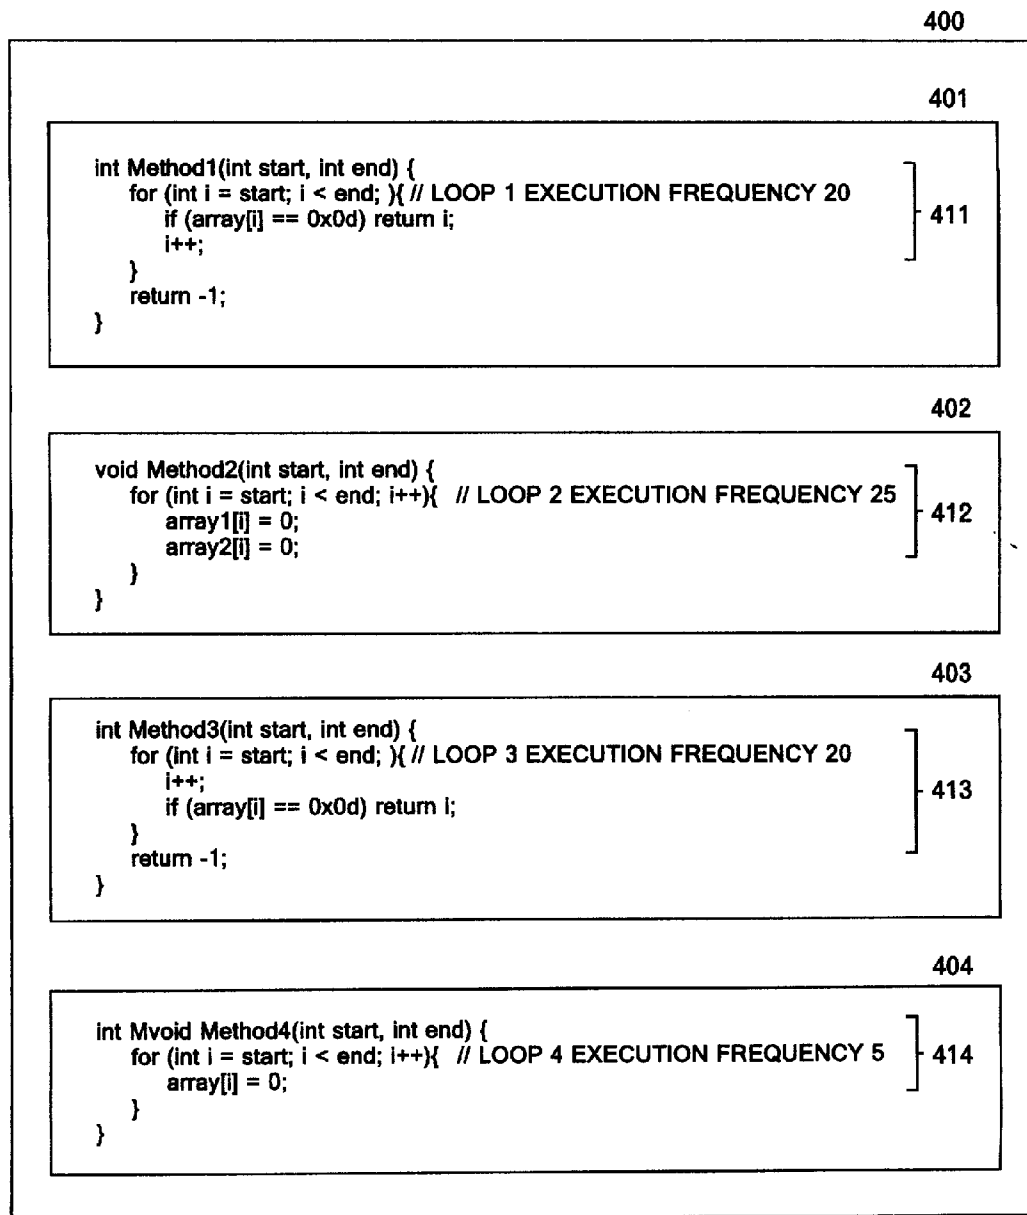 400
401
int Method1(int start, int end) {
for (int i = start; i < end; ){ // LOOP 1 EXECUTION FREQUENCY 20
if (array[i] == 0x0d) return i;
i++;
}
return -1;
}
411
402
void Method2(int start, int end) {
for (int i = start; i < end; i++){ // LOOP 2 EXECUTION FREQUENCY 25
array1[i] = 0;
array2[i] = 0;
}
}
412
403
int Method3(int start, int end) {
for (int i = start; i < end; ){ // LOOP 3 EXECUTION FREQUENCY 20
i++;
if (array[i] == 0x0d) return i;
}
return -1;
}
413
404
int Mvoid Method4(int start, int end) {
for (int i = start; i < end; i++){ // LOOP 4 EXECUTION FREQUENCY 5
array[i] = 0;
}
}
414